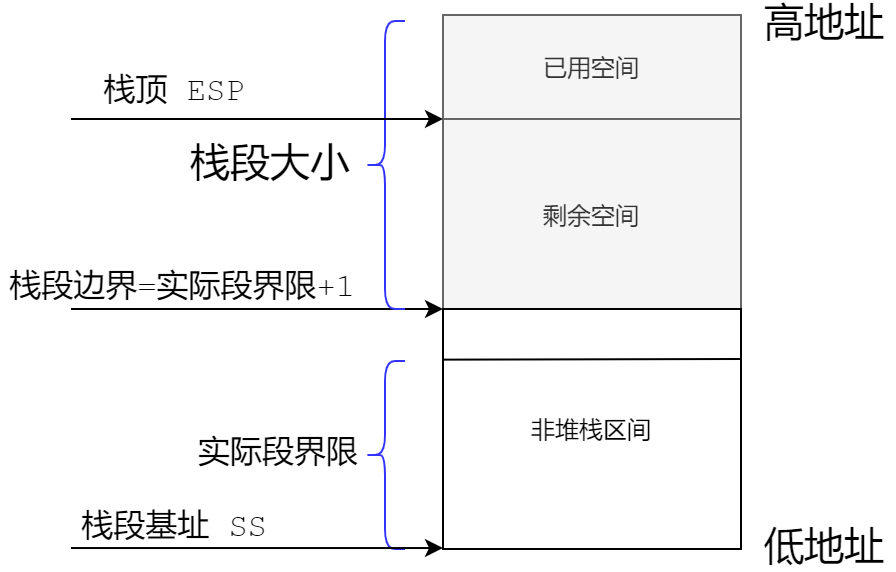 高地址
已用空间
栈顶 ESP
栈段大小
剩余空间
栈段边界=实际段界限+1
非堆栈区间
实际段界限
栈段基址 SS
低地址